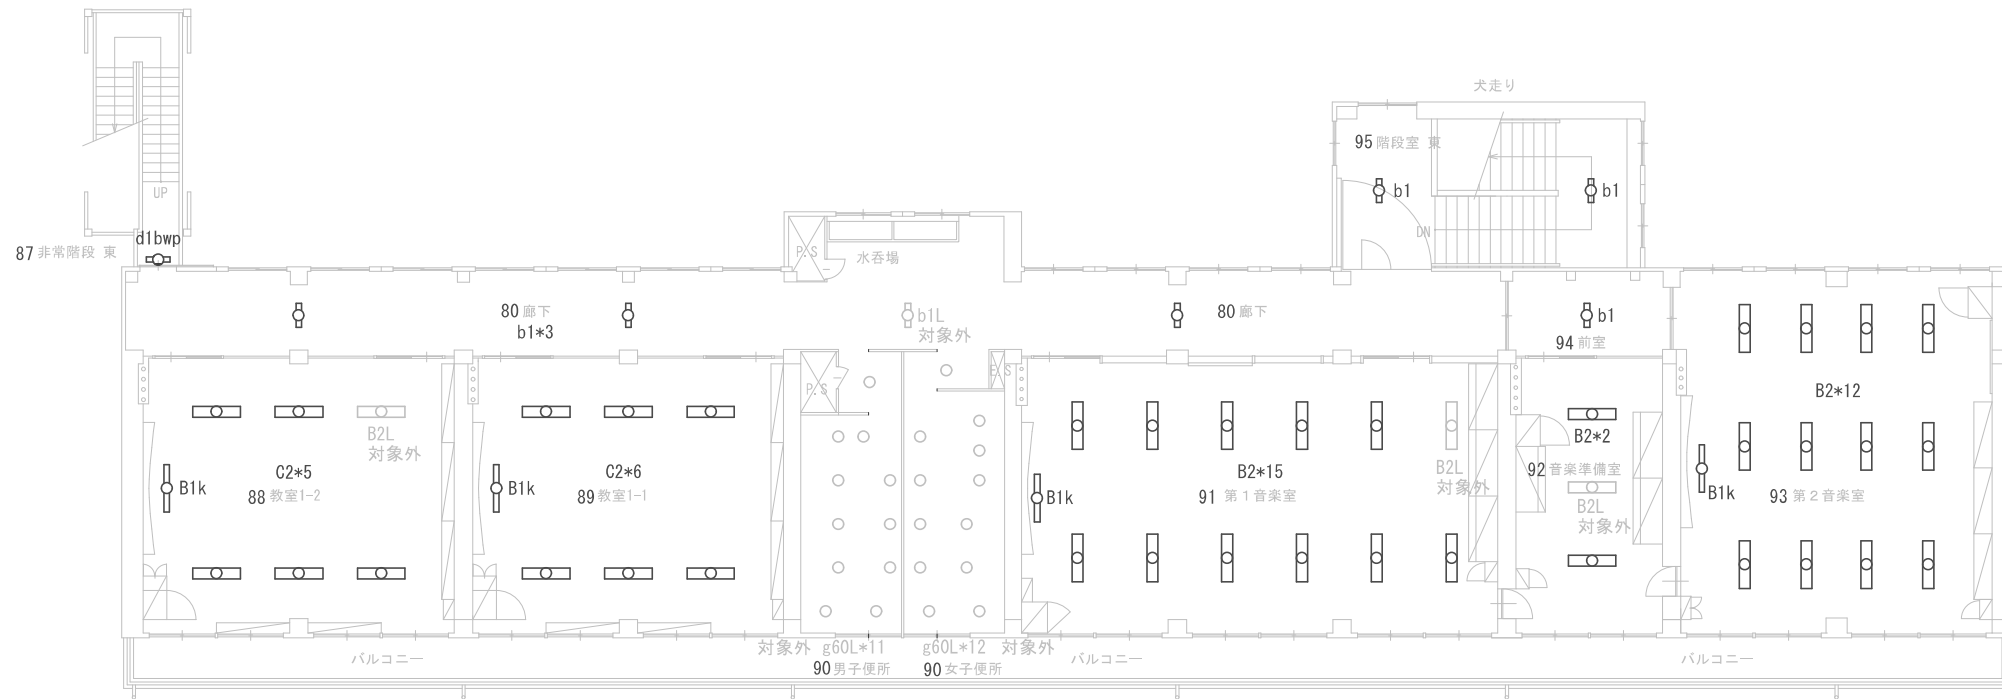 犬走り
95 階段室 東
b1
b1
UP
DN
d1bwp
87 非常階段 東
P.S
水呑場
80 廊下
b1*3
b1L
対象外
80 廊下
b1
94 前室
P.S
E.S
B2*12
B2L
対象外
B2*2
C2*5
C2*6
B2*15
B2L
対象外
92 音楽準備室
B1k
88 教室1-2
B1k
89 教室1-1
B1k
91 第1音楽室
B2L
対象外
B1k
93 第2音楽室
対象外 g60L*11
g60L*12 対象外
バルコニー
90 男子便所
90 女子便所
バルコニー
バルコニー